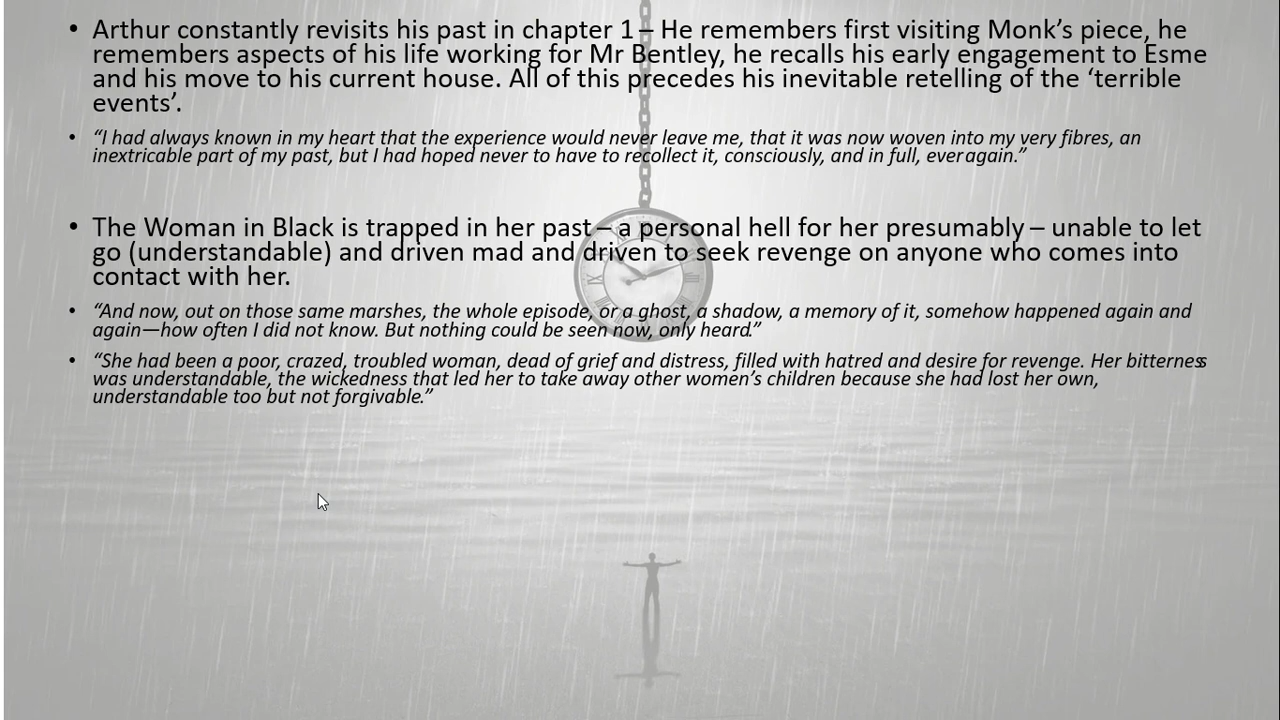 • Arthur constantly revisits his past in chapter 1 – He remembers first visiting Monk’s piece, he
remembers aspects of his life working for Mr Bentley, he recalls his early engagement to Esme
and his move to his current house. All of this precedes his inevitable retelling of the ‘terrible
events’.
• “I had always known in my heart that the experience would never leave me, that it was now woven into my very fibres, an
inextricable part of my past, but I had hoped never to have to recollect it, consciously, and in full, ever again.”
• The Woman in Black is trapped in her past – a personal hell for her presumably – unable to let
go (understandable) and driven mad and driven to seek revenge on anyone who comes into
contact with her.
• “And now, out on those same marshes, the whole episode, or a ghost, a shadow, a memory of it, somehow happened again and
again—how often I did not know. But nothing could be seen now, only heard.”
• “She had been a poor, crazed, troubled woman, dead of grief and distress, filled with hatred and desire for revenge. Her bitterness
was understandable, the wickedness that led her to take away other women’s children because she had lost her own,
understandable too but not forgivable.”